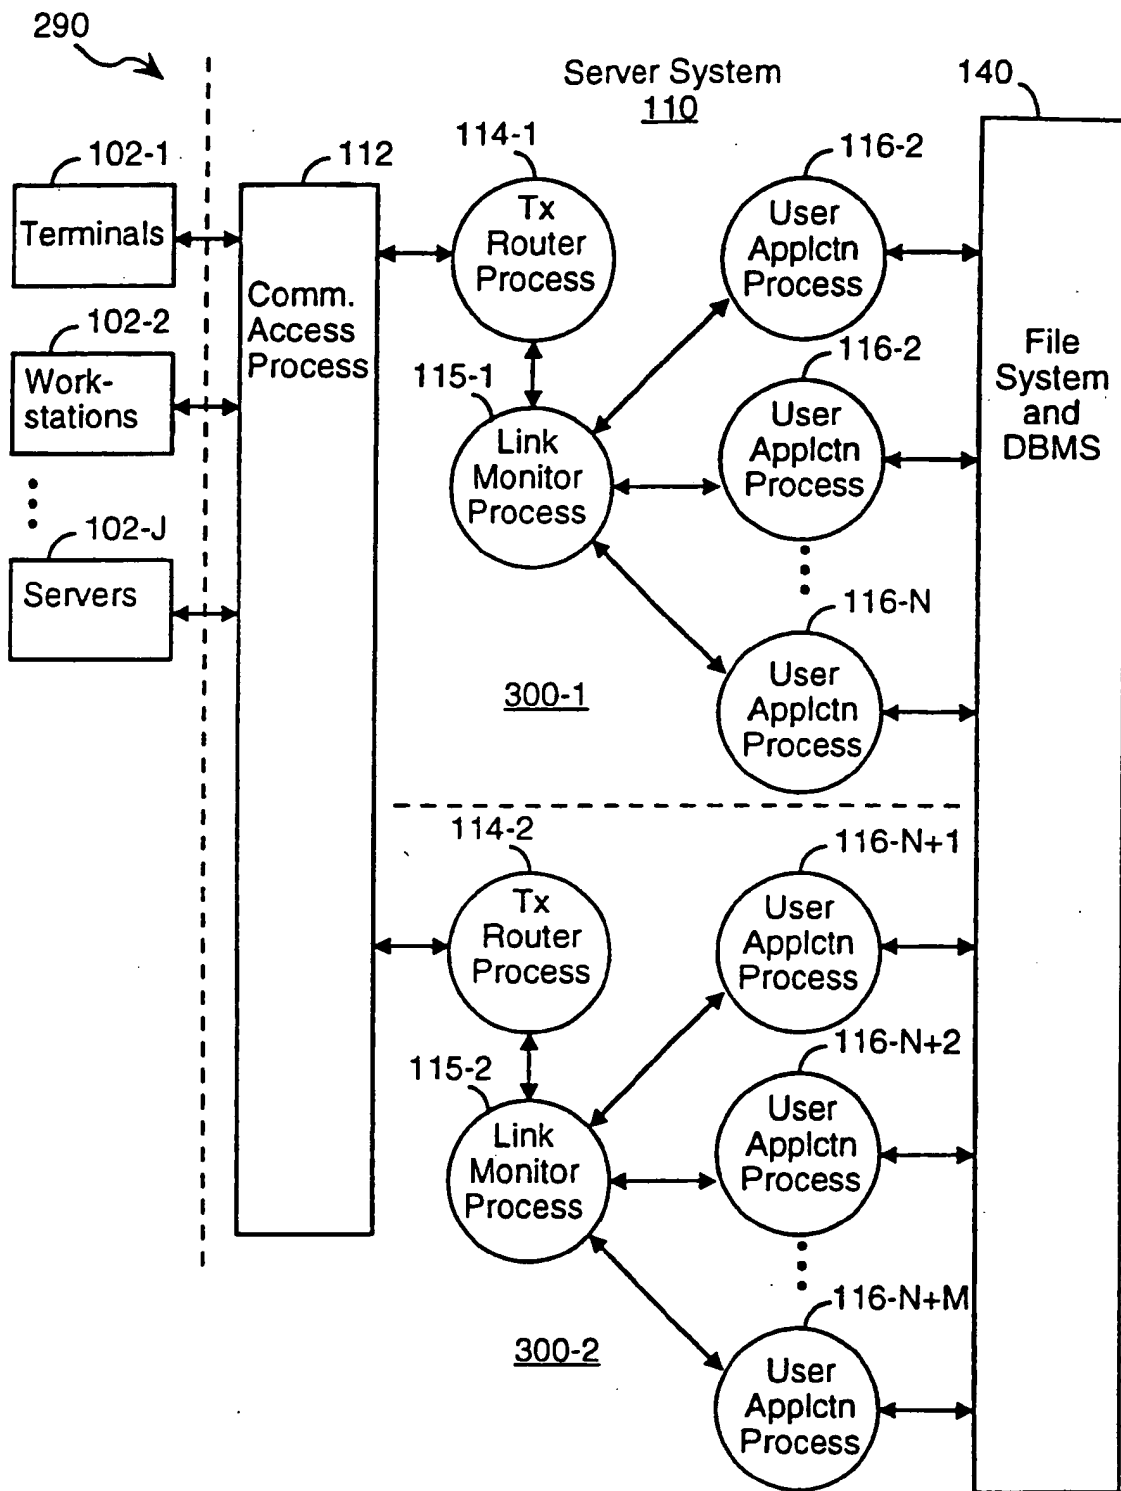 290
Server System
110
140
102-1
112
114-1
116-2
Terminals
Tx
Router
Process
User
Applctn
Process
Comm.
Access
Process
102-2
Work-
stations
115-1
116-2
File
System
and
DBMS
Link
Monitor
Process
User
Applctn
Process
102-J
Servers
116-N
User
Applctn
Process
300-1
114-2
116-N+1
Tx
Router
Process
User
Applctn
Process
115-2
116-N+2
Link
Monitor
Process
User
Applctn
Process
116-N+M
300-2
User
Applctn
Process